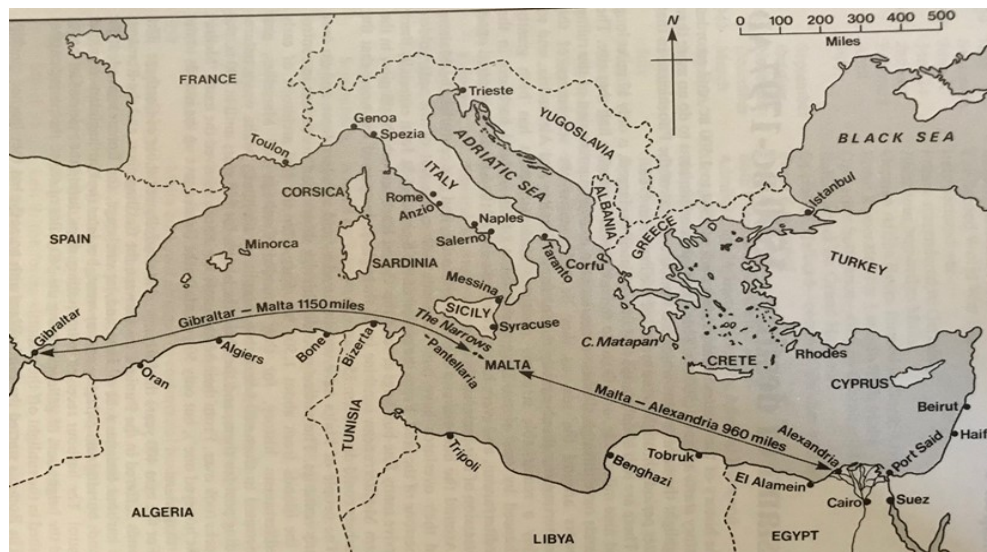 N
0 100 200 300 400 500
Miles
FRANCE
Trieste
YUGOSLAVIA
BLACK SEA
Genoa
Spezia
ADRIATIC SEA
Toulon
ITALY
CORSICA
Rome
Anzio
ALBANIA
Istanbul
SPAIN
Minorca
Naples
Salerno
Taranto
GREECE
Corfu
TURKEY
SARDINIA
Messina
SICILY
Gibraltar – Malta 1150 miles
The Narrows
Syracuse
Gibraltar
C. Matapan
Algiers
Bone
Bizerta
Pantellaria
MALTA
CRETE
Rhodes
Oran
CYPRUS
Malta – Alexandria 960 miles
Beirut
TUNISIA
Alexandria
Port Said
Haif
Tripoli
Benghazi
Tobruk
El Alamein
Cairo
Suez
ALGERIA
LIBYA
EGYPT